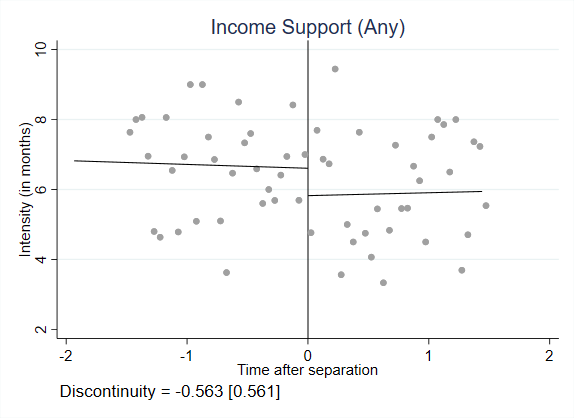 Income Support (Any)
Intensity (in months)
10
8
6
4
2
-2 -1 0 1 2
Time after separation
Discontinuity = -0.563 [0.561]